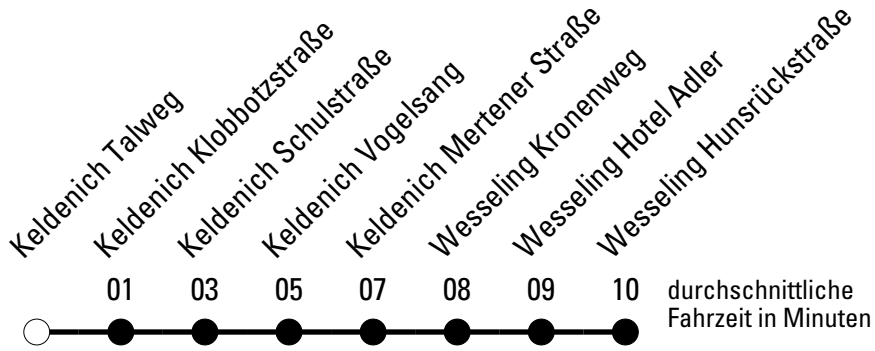 Keldenich Talweg
Keldenich Klobbotzstraße
Keldenich Schulstraße
Keldenich Vogelsang
Keldenich Mertener Straße
Wesseling Kronenweg
Wesseling Hotel Adler
Wesseling Hunsrückstraße
01 03 05 07 08 09 10
durchschnittliche
Fahrzeit in Minuten